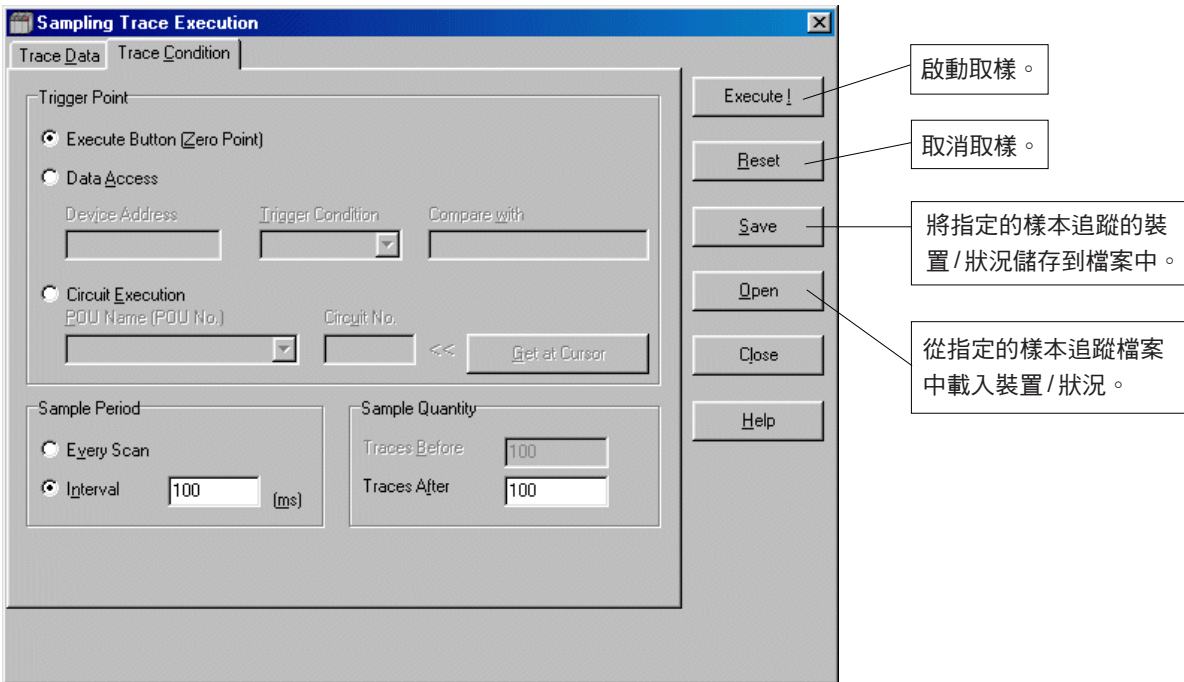 Sampling Trace Execution
Trace Data Trace Condition
Trigger Point
Execute Button (Zero Point)
Data Access
Device Address Trigger Condition Compare with
Circuit Execution
POU Name (POU No.) Circuit No.
<< Get at Cursor
Sample Period
Every Scan
Interval 100 (ms)
Sample Quantity
Traces Before 100
Traces After 100
Execute !
Reset
Save
Open
Close
Help
啟動取樣。
取消取樣。
將指定的樣本追蹤的裝
置/狀況儲存到檔案中。
從指定的樣本追蹤檔案
中載入裝置/狀況。